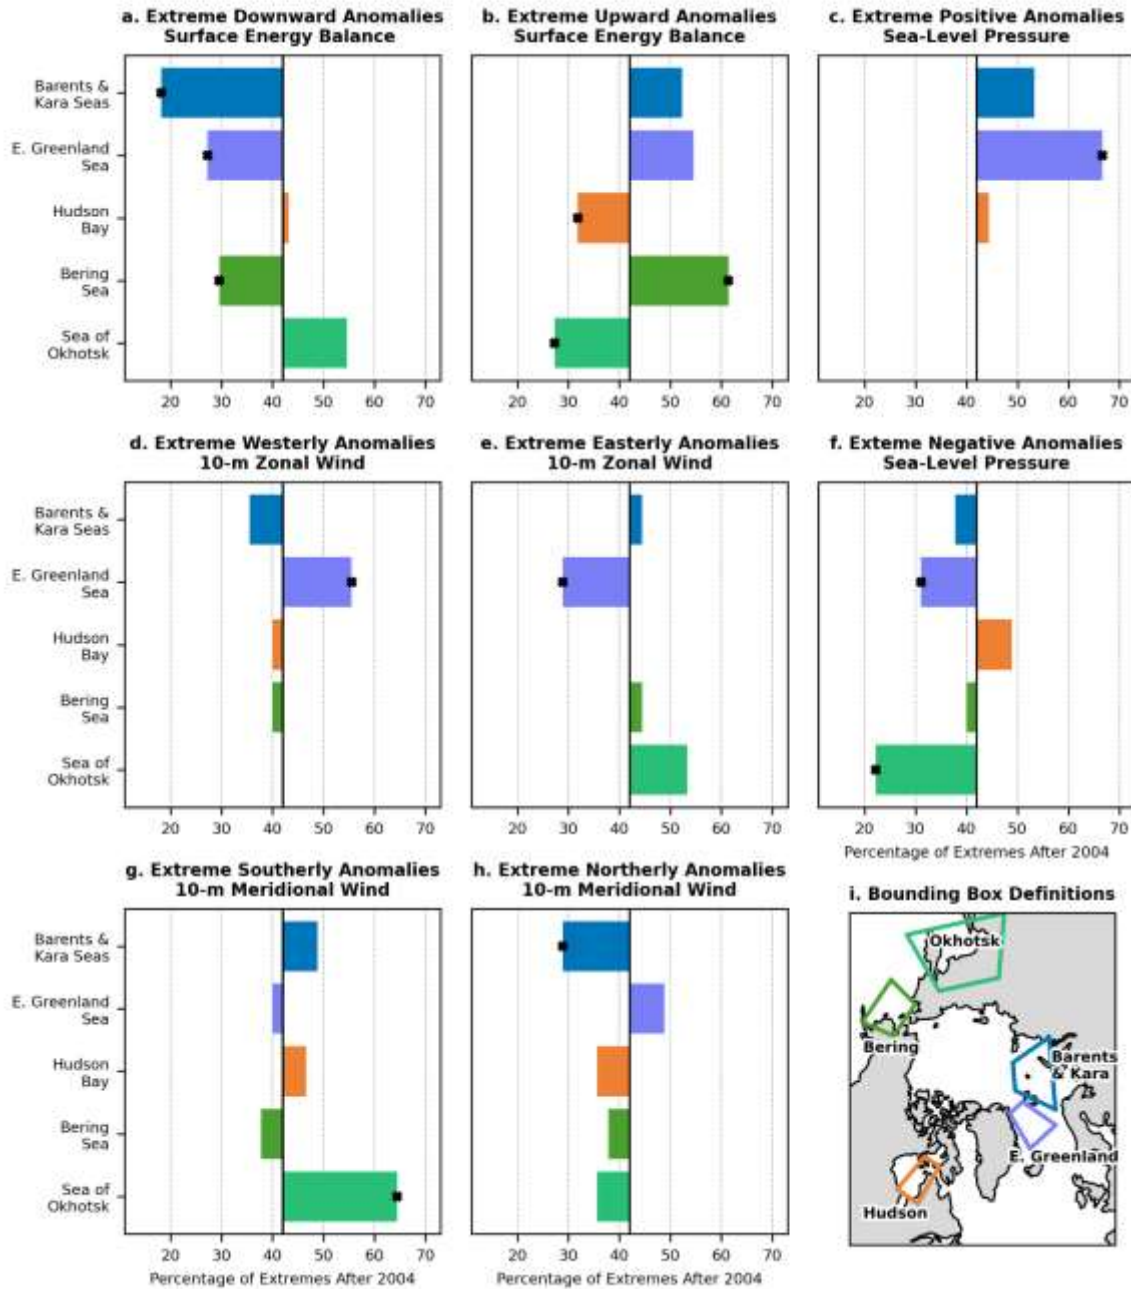 a. Extreme Downward Anomalies
Surface Energy Balance
b. Extreme Upward Anomalies
Surface Energy Balance
c. Extreme Positive Anomalies
Sea-Level Pressure
Barents &
Kara Seas
E. Greenland
Sea
Hudson
Bay
Bering
Sea
Sea of
Okhotsk
20 30 40 50 60 70
20 30 40 50 60 70
20 30 40 50 60 70
d. Extreme Westerly Anomalies
10-m Zonal Wind
e. Extreme Easterly Anomalies
10-m Zonal Wind
f. Exteme Negative Anomalies
Sea-Level Pressure
Barents &
Kara Seas
E. Greenland
Sea
Hudson
Bay
Bering
Sea
Sea of
Okhotsk
20 30 40 50 60 70
20 30 40 50 60 70
20 30 40 50 60 70
Percentage of Extremes After 2004
g. Extreme Southerly Anomalies
10-m Meridional Wind
h. Extreme Northerly Anomalies
10-m Meridional Wind
i. Bounding Box Definitions
Barents &
Kara Seas
E. Greenland
Sea
Hudson
Bay
Bering
Sea
Sea of
Okhotsk
20 30 40 50 60 70
Percentage of Extremes After 2004
20 30 40 50 60 70
Percentage of Extremes After 2004
Okhotsk
Bering
Barents
& Kara
E. Greenland
Hudson